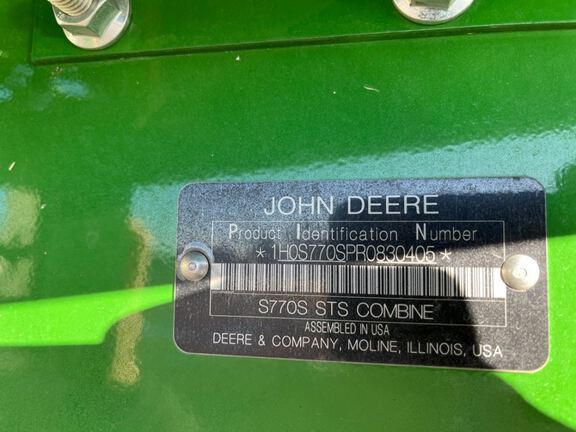 JOHN DEERE
Product Identification Number
*1H0S770SPR0830405*
S770S STS COMBINE
ASSEMBLED IN USA
DEERE & COMPANY, MOLINE, ILLINOIS, USA